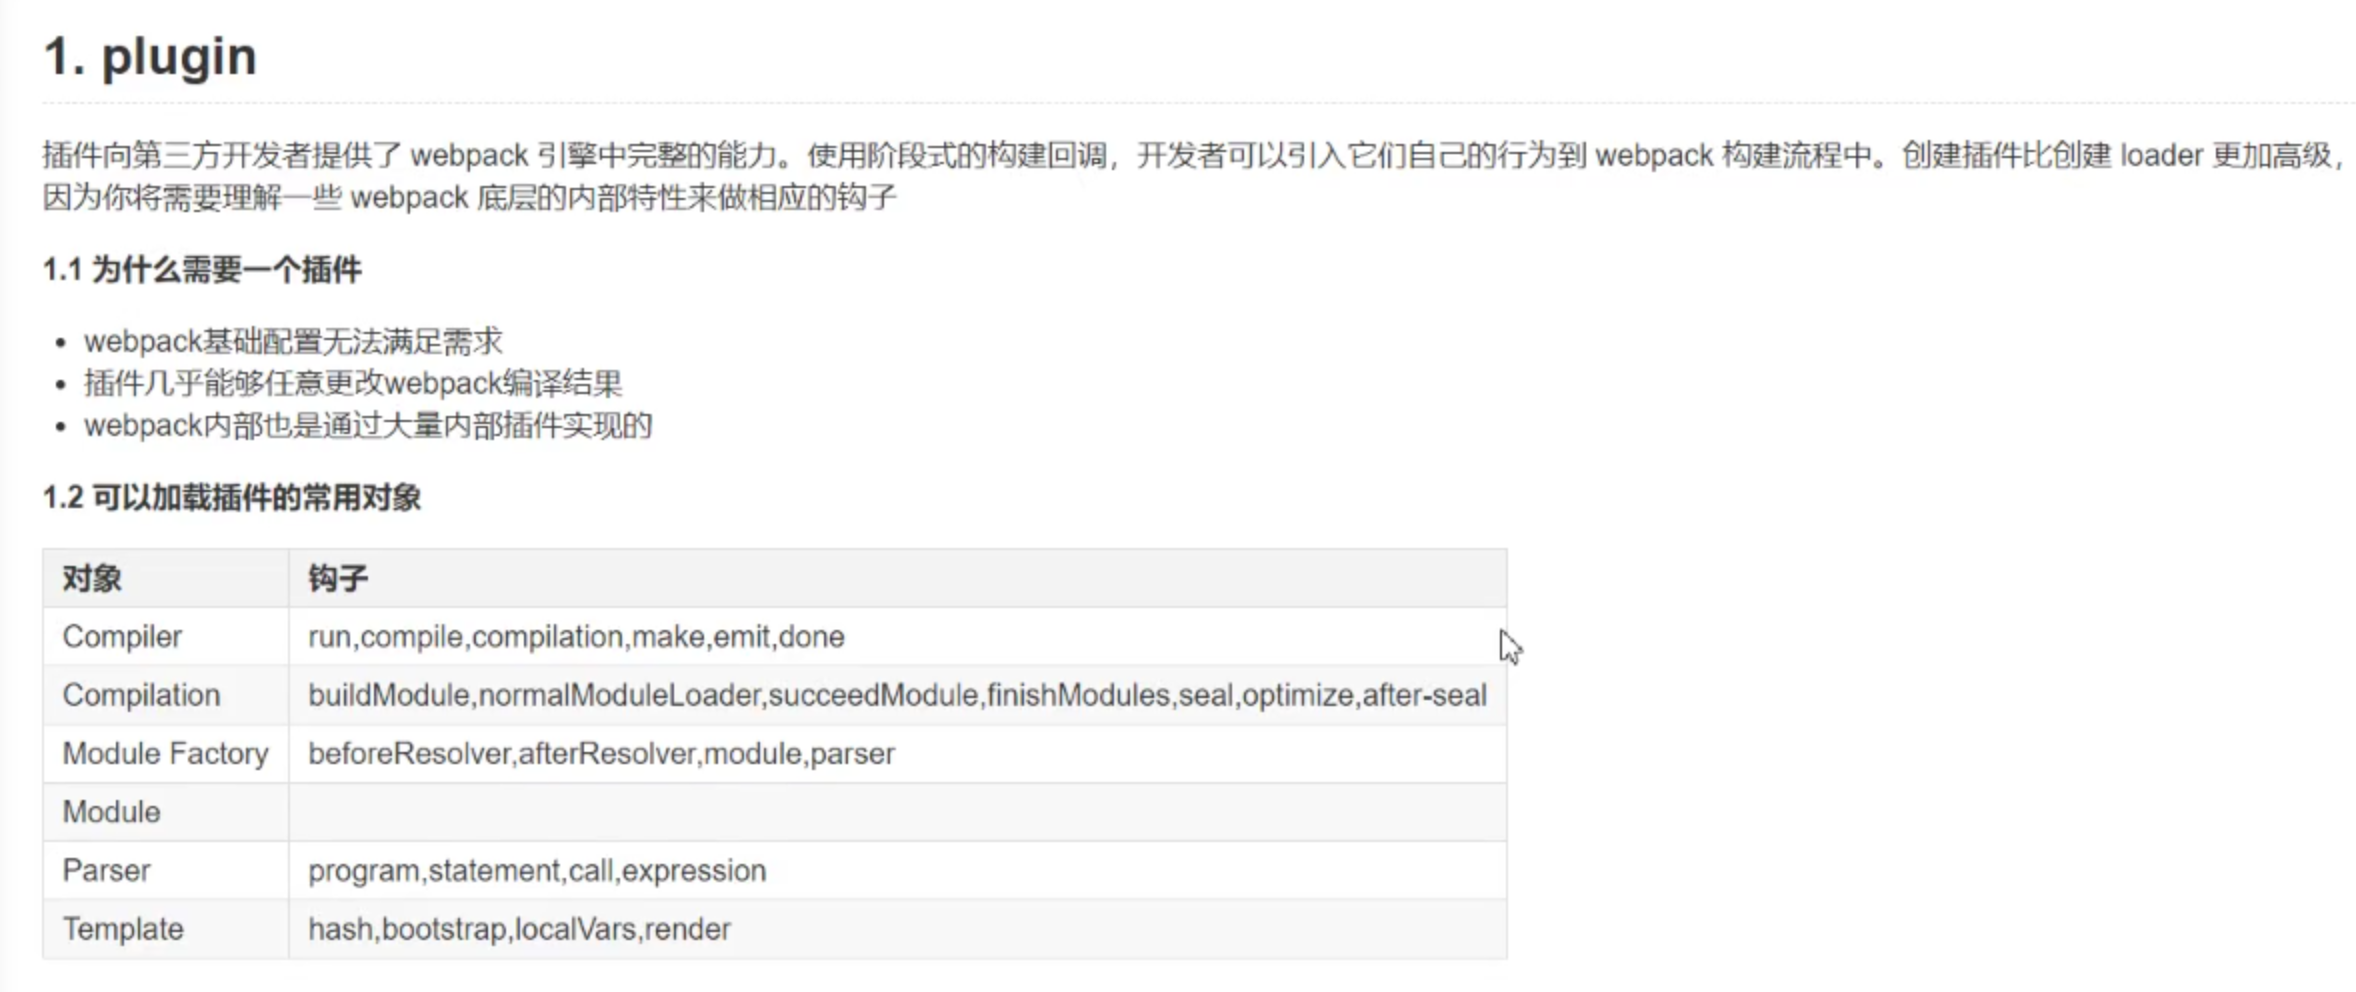 1. plugin
插件向第三方开发者提供了 webpack 引擎中完整的能力。使用阶段式的构建回调，开发者可以引入它们自己的行为到 webpack 构建流程中。创建插件比创建 loader 更加高级，
因为你将需要理解一些 webpack 底层的内部特性来做相应的钩子
1.1 为什么需要一个插件
• webpack基础配置无法满足需求
• 插件几乎能够任意更改webpack编译结果
• webpack内部也是通过大量内部插件实现的
1.2 可以加载插件的常用对象
对象 钩子
Compiler run,compile,compilation,make,emit,done
Compilation buildModule,normalModuleLoader,succeedModule,finishModules,seal,optimize,after-seal
Module Factory beforeResolver,afterResolver,module,parser
Module
Parser program,statement,call,expression
Template hash,bootstrap,localVars,render